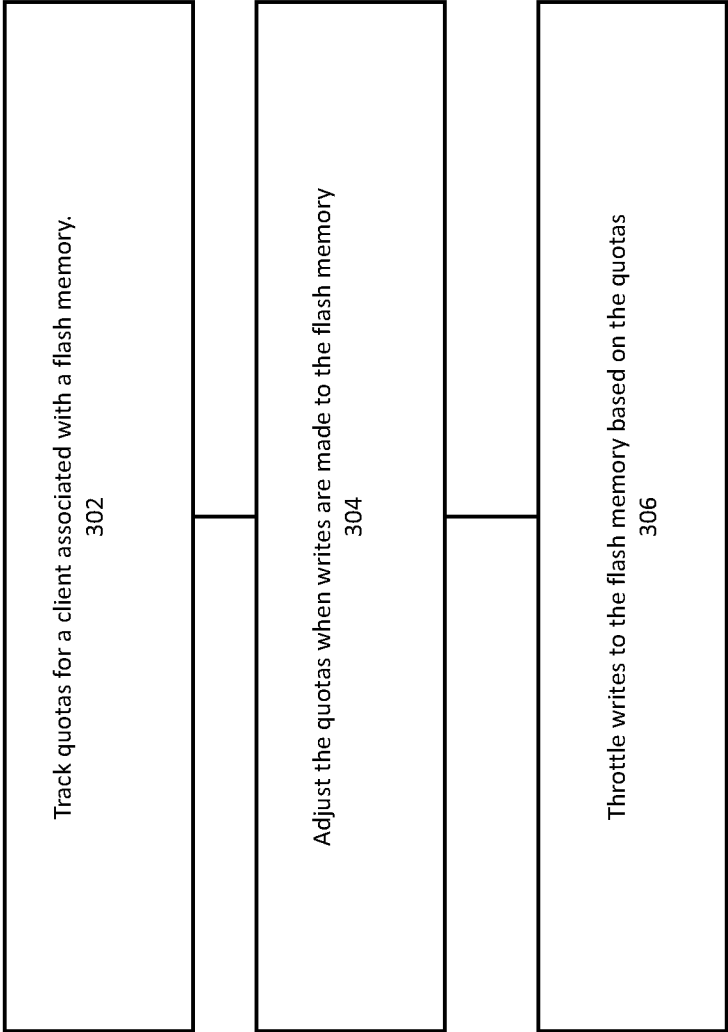 Track quotas for a client associated with a flash memory.
302
Adjust the quotas when writes are made to the flash memory
304
Throttle writes to the flash memory based on the quotas
306